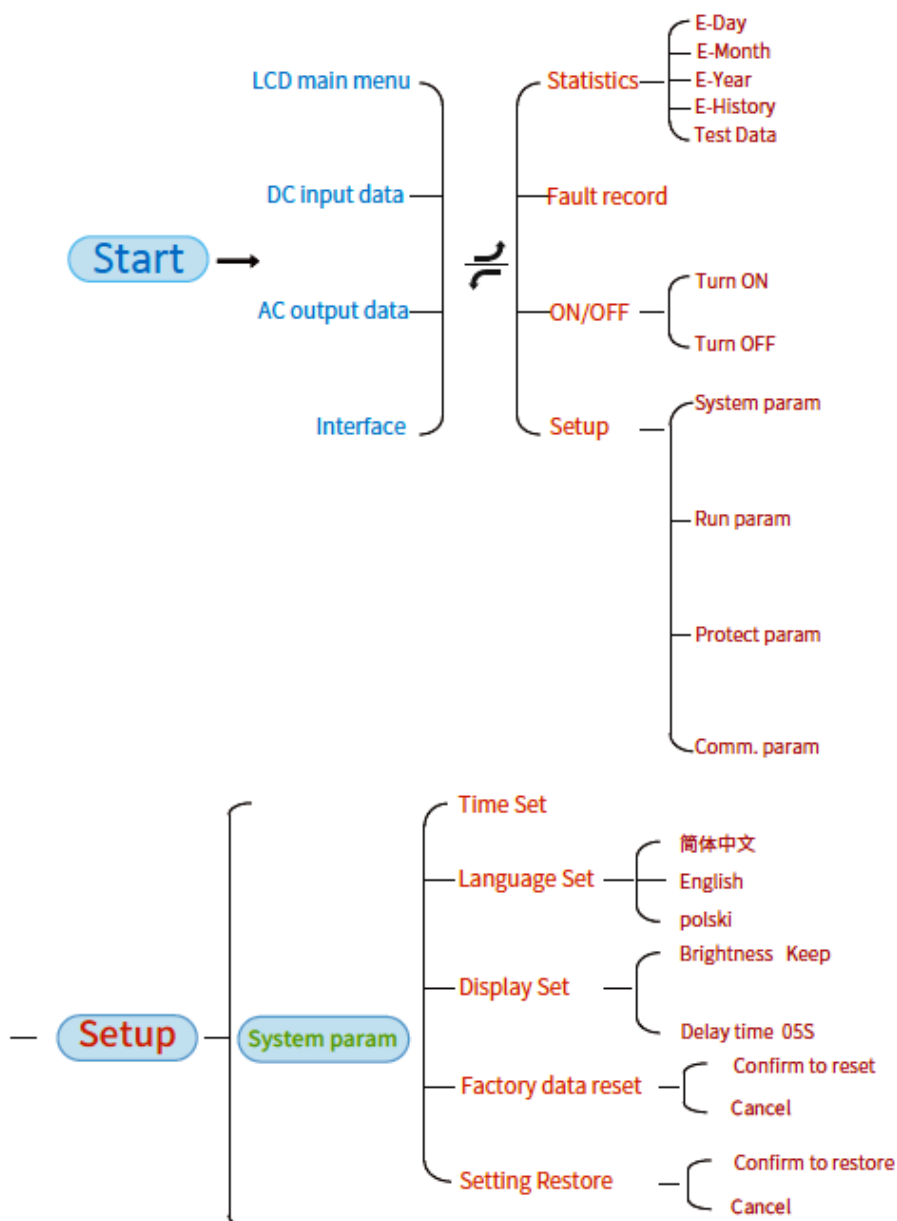 Start
LCD main menu
DC input data
AC output data
Interface
Statistics
E-Day
E-Month
E-Year
E-History
Test Data
Fault record
ON/OFF
Turn ON
Turn OFF
Setup
System param
Run param
Protect param
Comm. param
Setup
System param
Time Set
Language Set
简体中文
English
polski
Display Set
Brightness Keep
Delay time 05S
Factory data reset
Confirm to reset
Cancel
Setting Restore
Confirm to restore
Cancel